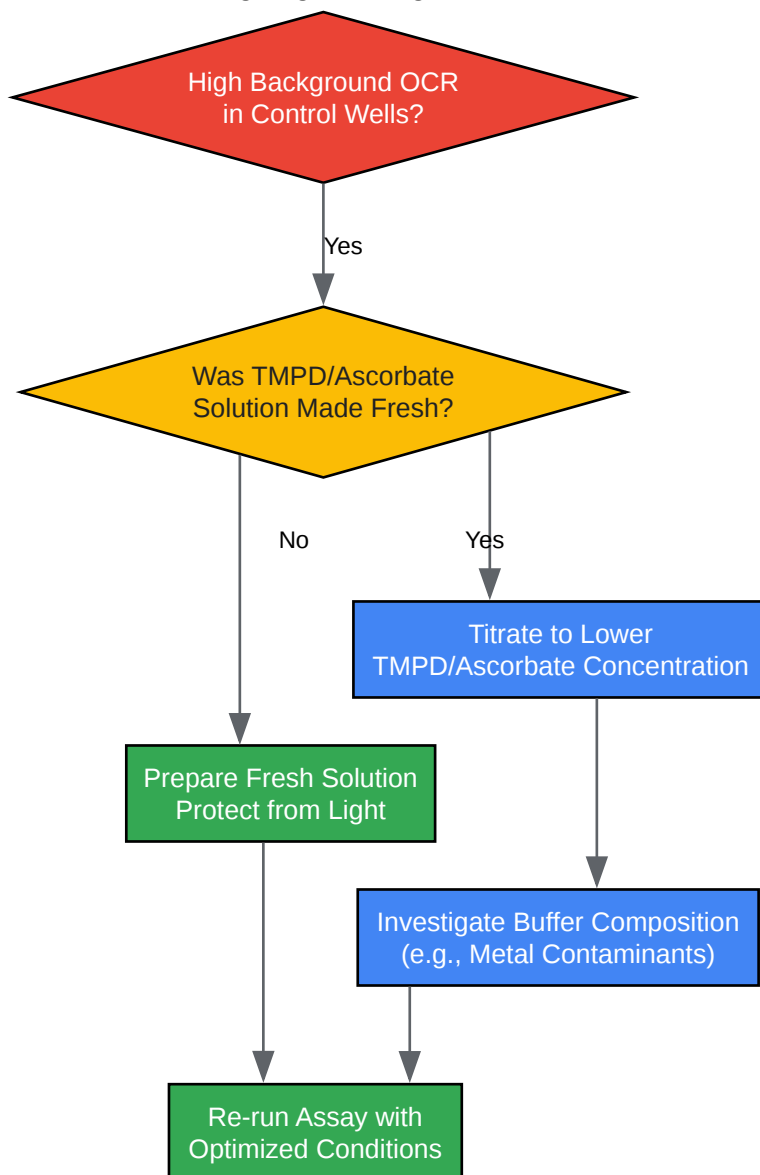 High Background OCR
in Control Wells?
Yes
Was TMPD/Ascorbate
Solution Made Fresh?
No
Yes
Titrate to Lower
TMPD/Ascorbate Concentration
Prepare Fresh Solution
Protect from Light
Investigate Buffer Composition
(e.g., Metal Contaminants)
Re-run Assay with
Optimized Conditions